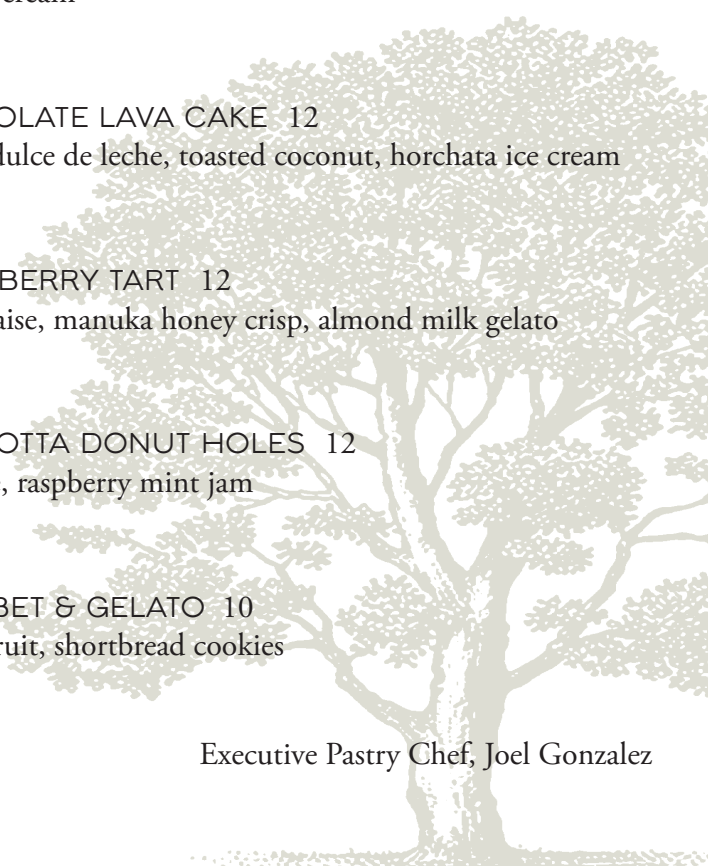 cream
OLATE LAVA CAKE 12
dulce de leche, toasted coconut, horchata ice cream
BERRY TART 12
aise, manuka honey crisp, almond milk gelato
OTTA DONUT HOLES 12
, raspberry mint jam
BET & GELATO 10
ruit, shortbread cookies
Executive Pastry Chef, Joel Gonzalez